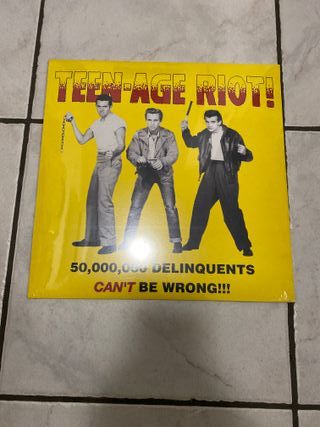 TEEN-AGE RIOT!
50,000,000 DELINQUENTS
CAN'T BE WRONG!!!